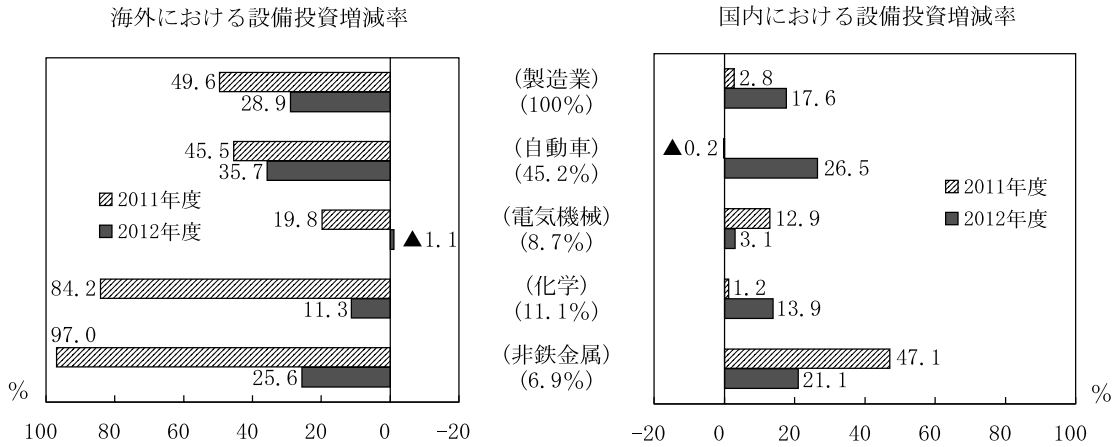 海外における設備投資増減率
49.6
28.9
45.5
35.7
2011年度
2012年度
19.8
▲1.1
84.2
11.3
97.0
25.6
%
100 80 60 40 20 0 -20
(製造業)
(100%)
(自動車)
(45.2%)
(電気機械)
(8.7%)
(化学)
(11.1%)
(非鉄金属)
(6.9%)
国内における設備投資増減率
2.8
17.6
▲0.2
26.5
2011年度
2012年度
12.9
3.1
1.2
13.9
47.1
21.1
%
-20 0 20 40 60 80 100